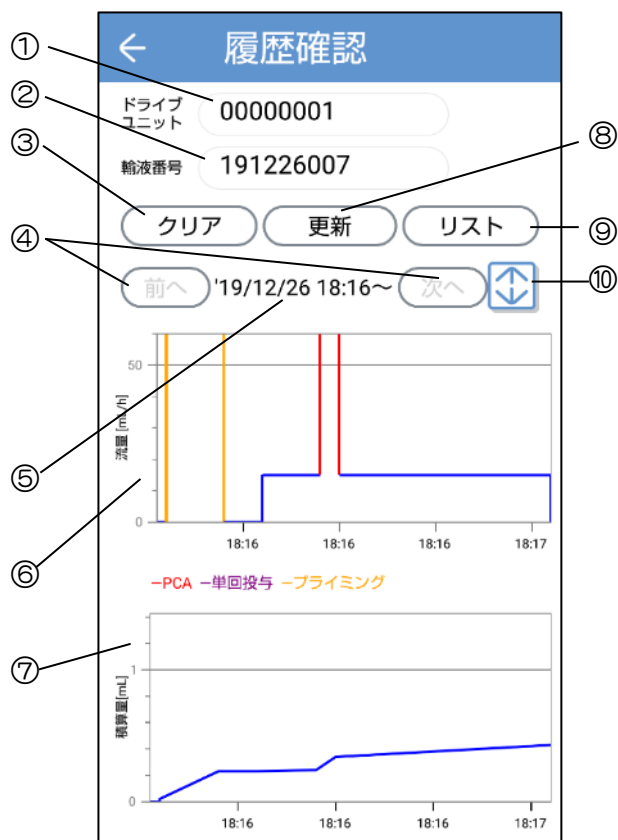 ①
履歴確認
②
ドライブ
ユニット
00000001
③
輸液番号
191226007
⑧
クリア
更新
リスト
⑨
④
前へ
'19/12/26 18:16～
次へ
⑩
50
流量 [mL/h]
⑤
0
18:16
18:16
18:16
18:17
⑥
−PCA −単回投与 −プライミング
⑦
1
積算量[mL]
0
18:16
18:16
18:16
18:17